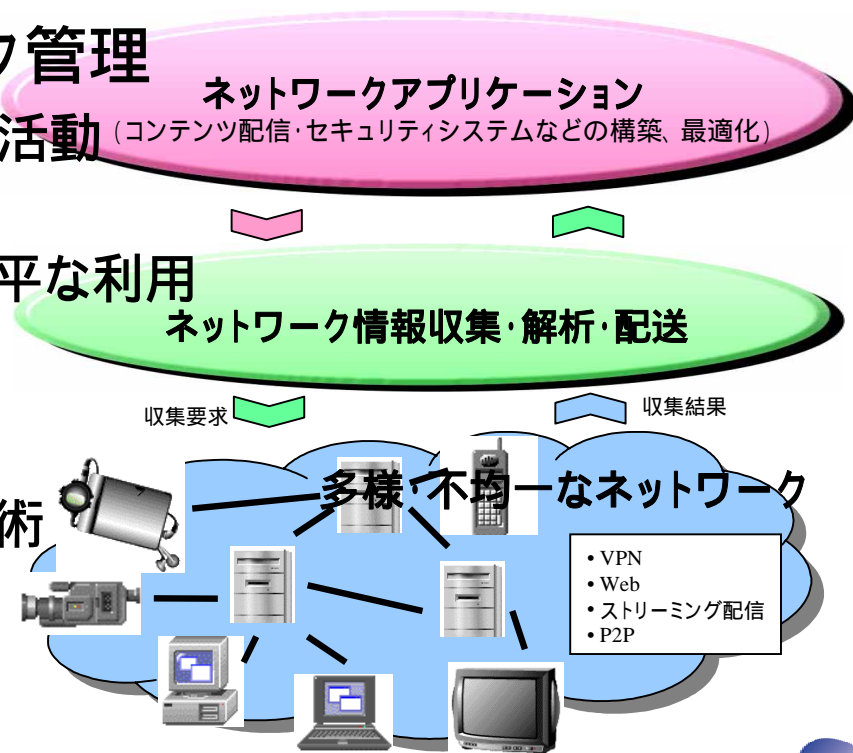 ク管理
ネットワークアプリケーション
活動
(コンテンツ配信・セキュリティシステムなどの構築、最適化)
平な利用
ネットワーク情報収集・解析・配送
収集要求
収集結果
多様・不均一なネットワーク
術
• VPN
• Web
• ストリーミング配信
• P2P